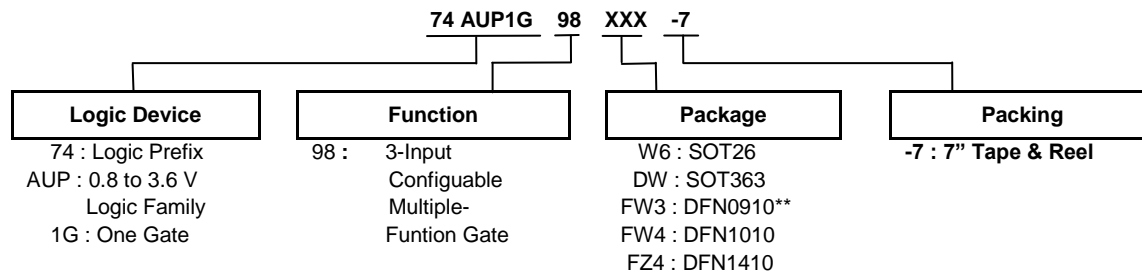 74 AUP1G 98 XXX -7
Logic Device
74 : Logic Prefix
AUP : 0.8 to 3.6 V
Logic Family
1G : One Gate
Function
98 : 3-Input
Configuable
Multiple-
Funtion Gate
Package
W6 : SOT26
DW : SOT363
FW3 : DFN0910**
FW4 : DFN1010
FZ4 : DFN1410
Packing
-7 : 7” Tape & Reel